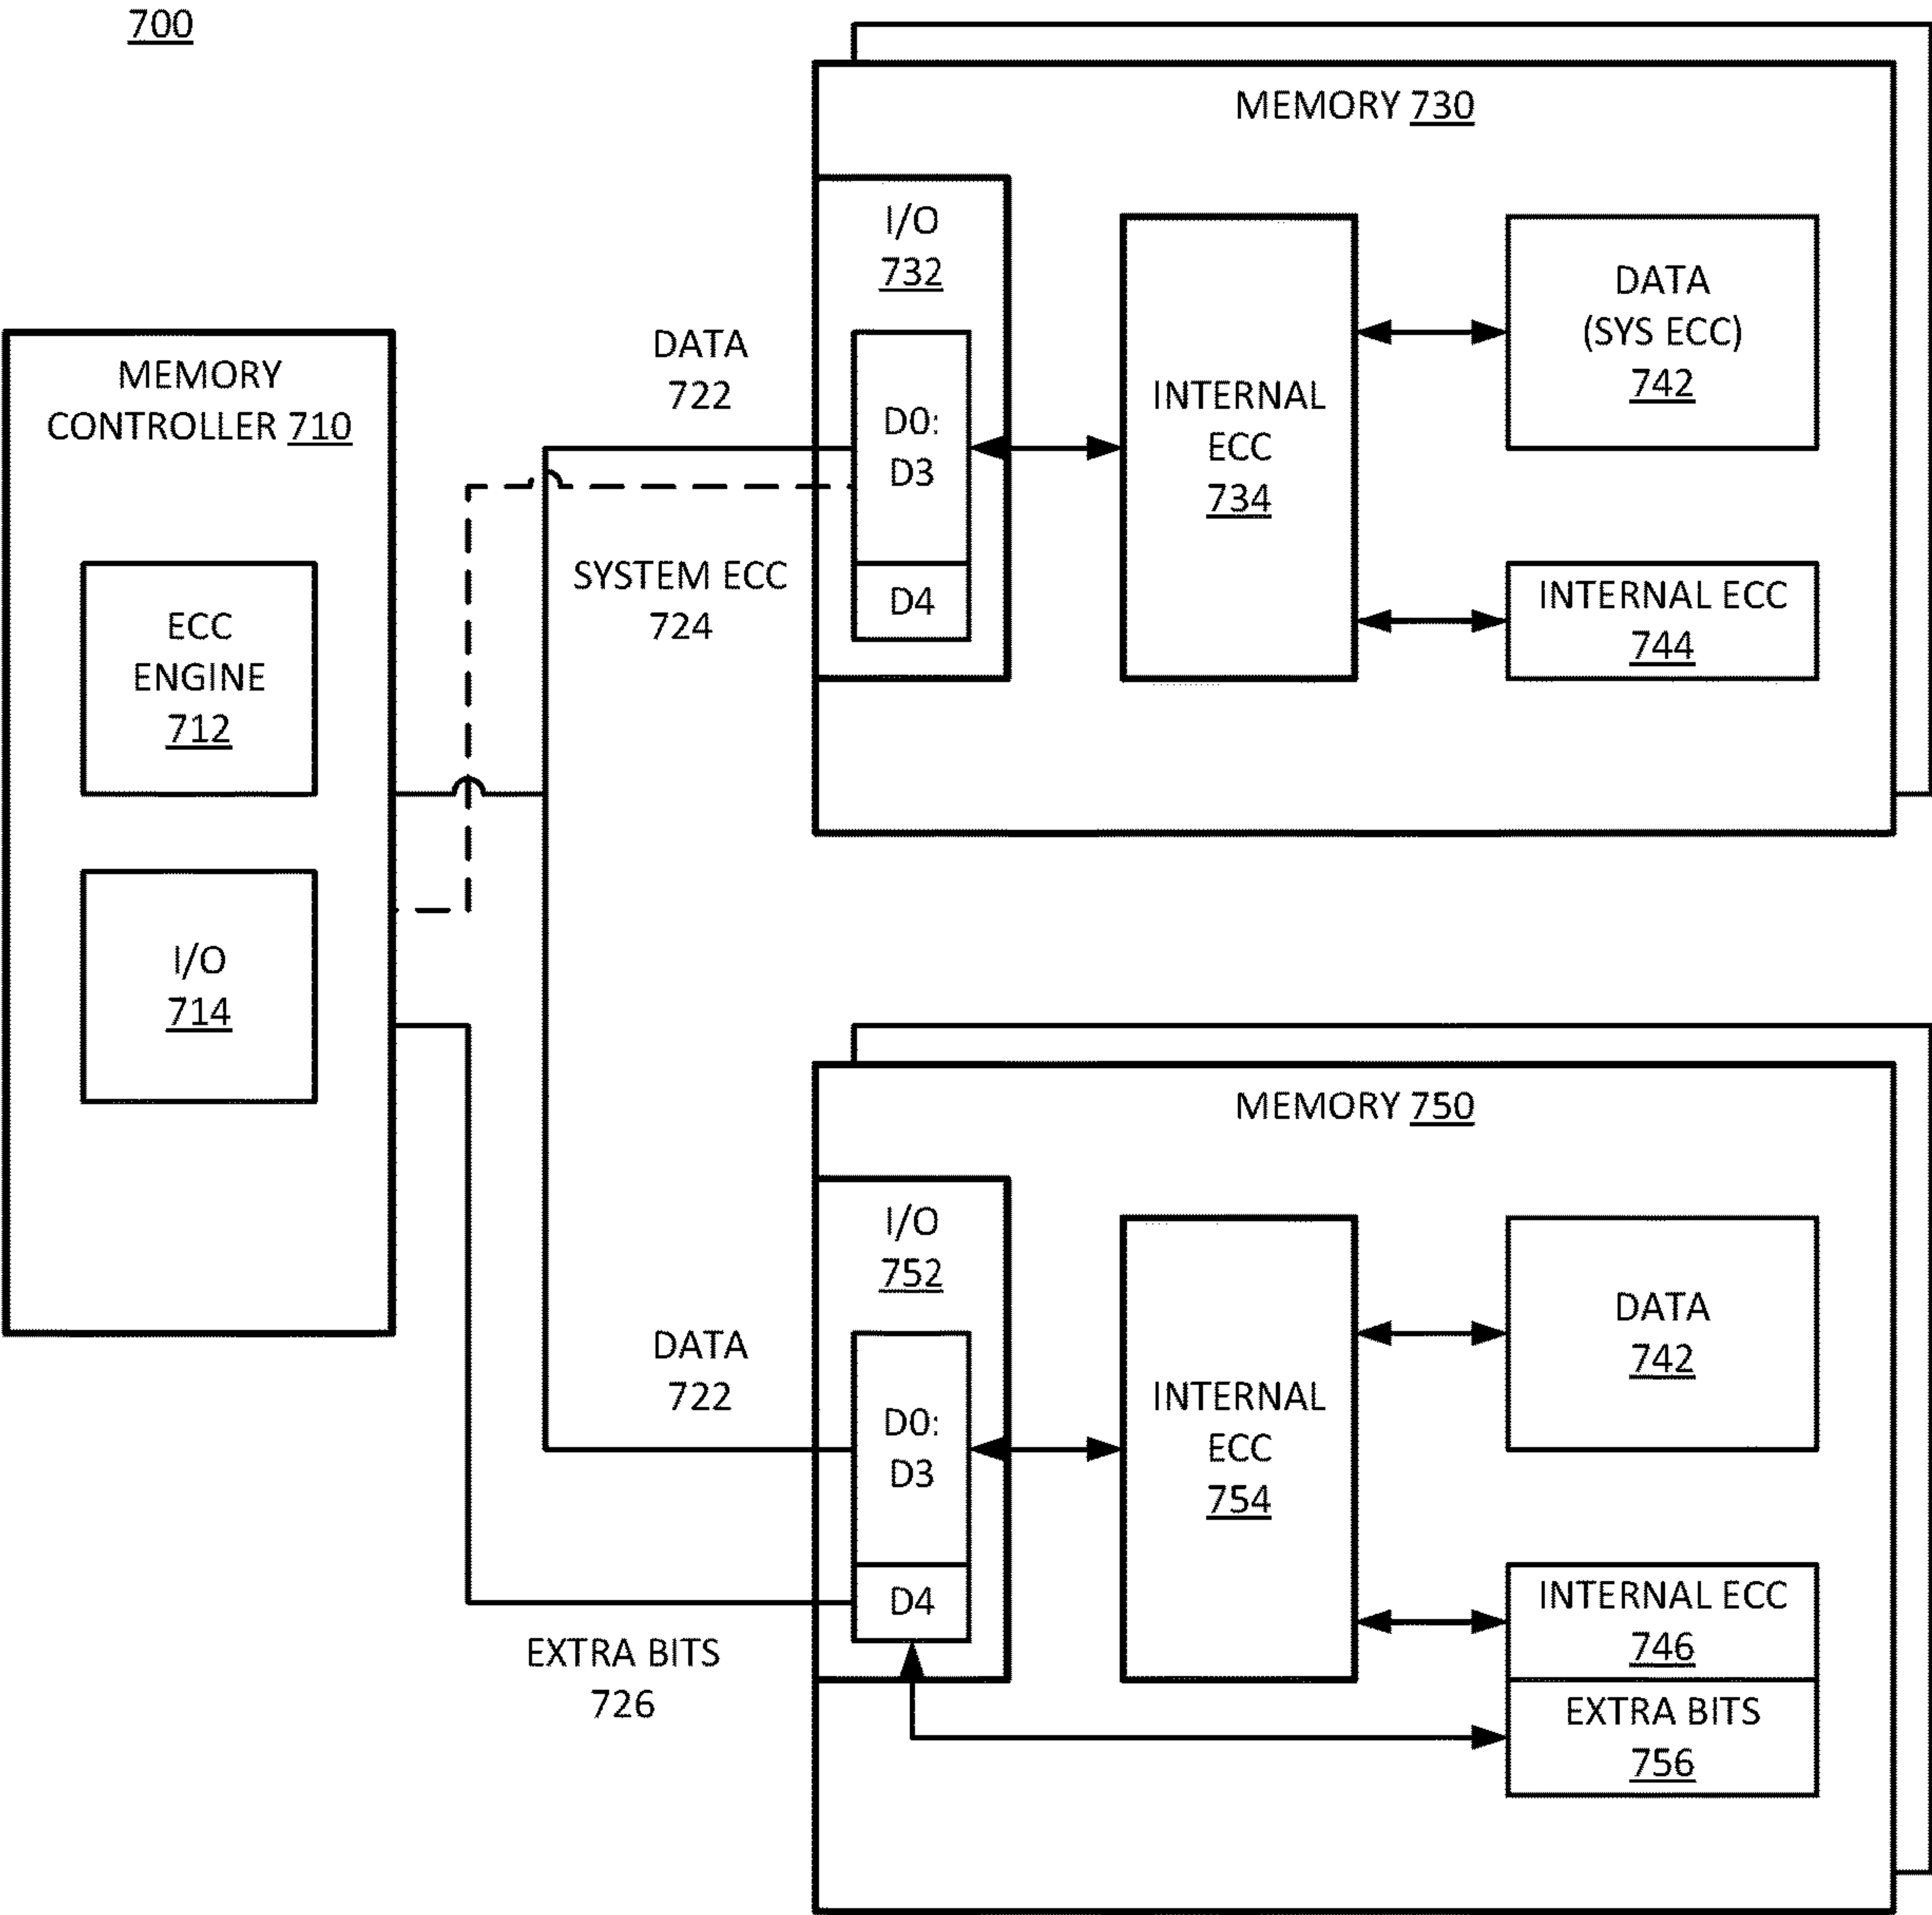 700
MEMORY
CONTROLLER 710
ECC
ENGINE
712
I/O
714
DATA
722
SYSTEM ECC
724
MEMORY 730
I/O
732
D0:
D3
D4
INTERNAL
ECC
734
DATA
(SYS ECC)
742
INTERNAL ECC
744
DATA
722
EXTRA BITS
726
MEMORY 750
I/O
752
D0:
D3
D4
INTERNAL
ECC
754
DATA
742
INTERNAL ECC
746
EXTRA BITS
756